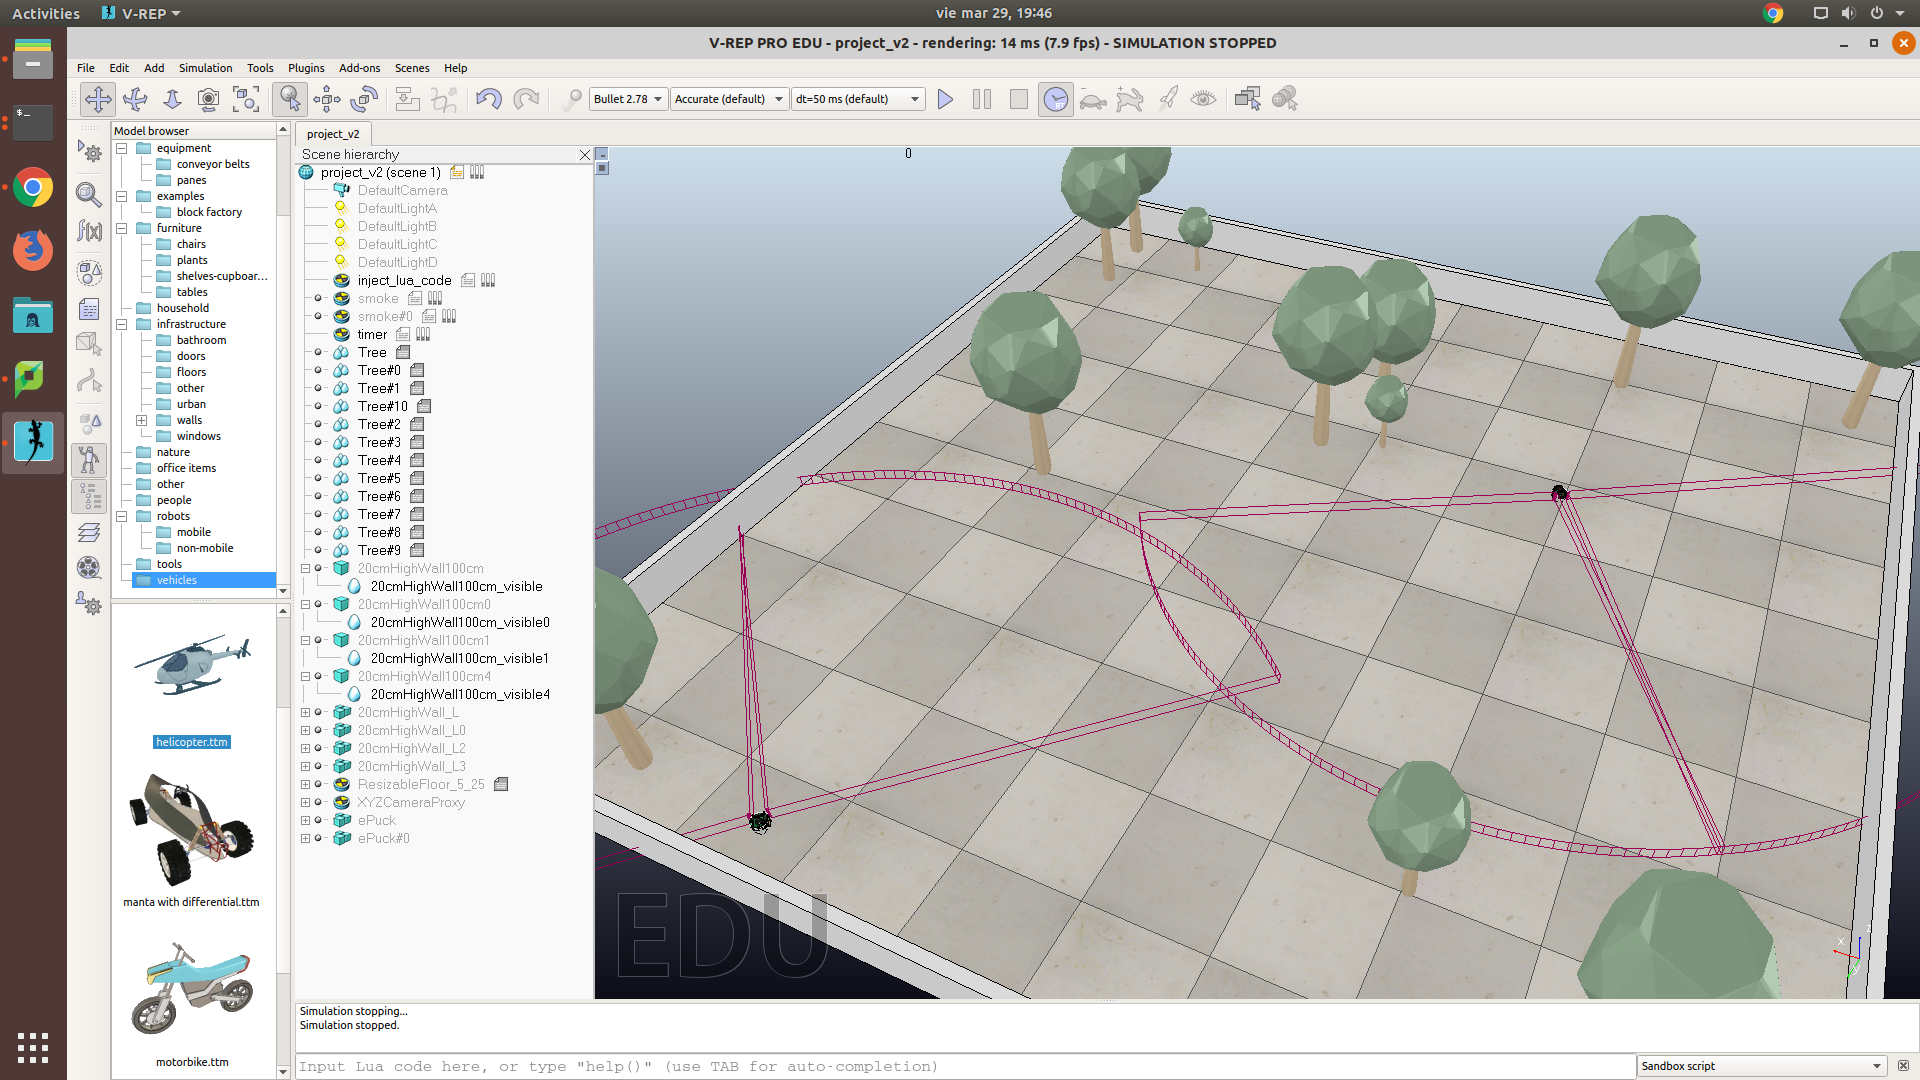 Activities
V-REP
vie mar 29, 19:46
V-REP PRO EDU - project_v2 - rendering: 14 ms (7.9 fps) - SIMULATION STOPPED
File Edit Add Simulation Tools Plugins Add-ons Scenes Help
Bullet 2.78
Accurate (default)
dt=50 ms (default)
RT
Model browser
equipment
conveyor belts
panes
examples
block factory
furniture
chairs
plants
shelves-cupboar...
tables
household
infrastructure
bathroom
doors
floors
other
urban
walls
windows
nature
office items
other
people
robots
mobile
non-mobile
tools
vehicles
helicopter.ttm
manta with differential.ttm
motorbike.ttm
f(x)
project_v2
Scene hierarchy
project_v2 (scene 1)
DefaultCamera
DefaultLightA
DefaultLightB
DefaultLightC
DefaultLightD
inject_lua_code
smoke
smoke#0
timer
Tree
Tree#0
Tree#1
Tree#10
Tree#2
Tree#3
Tree#4
Tree#5
Tree#6
Tree#7
Tree#8
Tree#9
20cmHighWall100cm
20cmHighWall100cm_visible
20cmHighWall100cm0
20cmHighWall100cm_visible0
20cmHighWall100cm1
20cmHighWall100cm_visible1
20cmHighWall100cm4
20cmHighWall100cm_visible4
20cmHighWall_L
20cmHighWall_L0
20cmHighWall_L2
20cmHighWall_L3
ResizableFloor_5_25
XYZCameraProxy
ePuck
ePuck#0
0
EDU
x
z
Simulation stopping...
Simulation stopped.
Input Lua code here, or type "help()" (use TAB for auto-completion)
Sandbox script